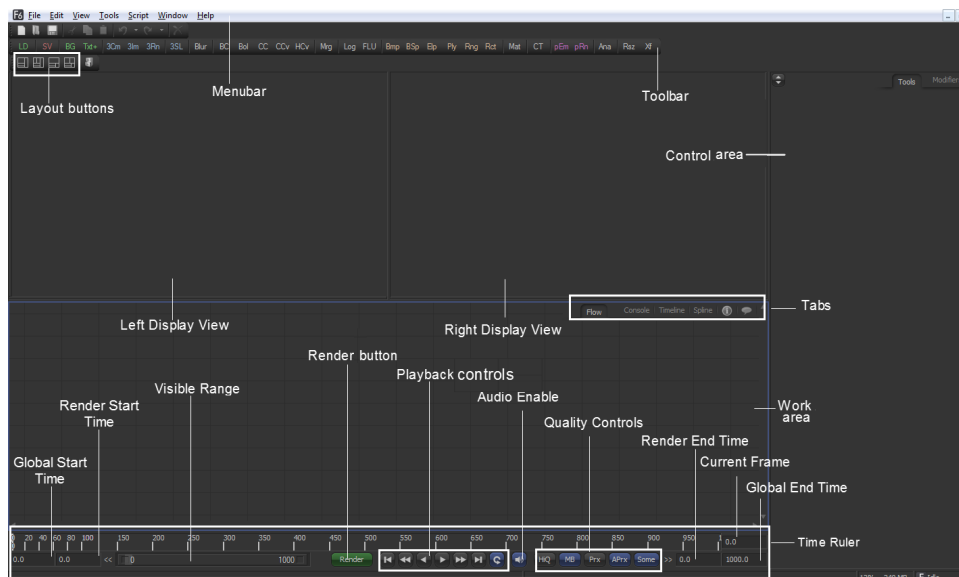 F6 File Edit View Tools Script Window Help
LD SV BG Txt+ 3Cm 3Im 3Rn 3SL Blur BC Bol CC CCv HCv Mrg Log FLU Bmp BSp Elp Ply Rng Rct Mat CT pEm pRn Ana Raz Xf
Tools Modifier
Layout buttons
Menubar
Toolbar
Control area
Flow Console Timeline Spline
Tabs
Left Display View
Right Display View
Render button
Playback controls
Visible Range
Audio Enable
Render Start
Time
Work
area
Quality Controls
Render End Time
Current Frame
Global Start
Time
Global End Time
0 20 40 60 80 100 150 200 250 300 350 400 450 500 550 600 650 700 750 800 850 900 950 1 0.0
Time Ruler
0.0 0.0 << 0 1000 Render HiQ MB Prx APrx Some >> 0.0 1000.0